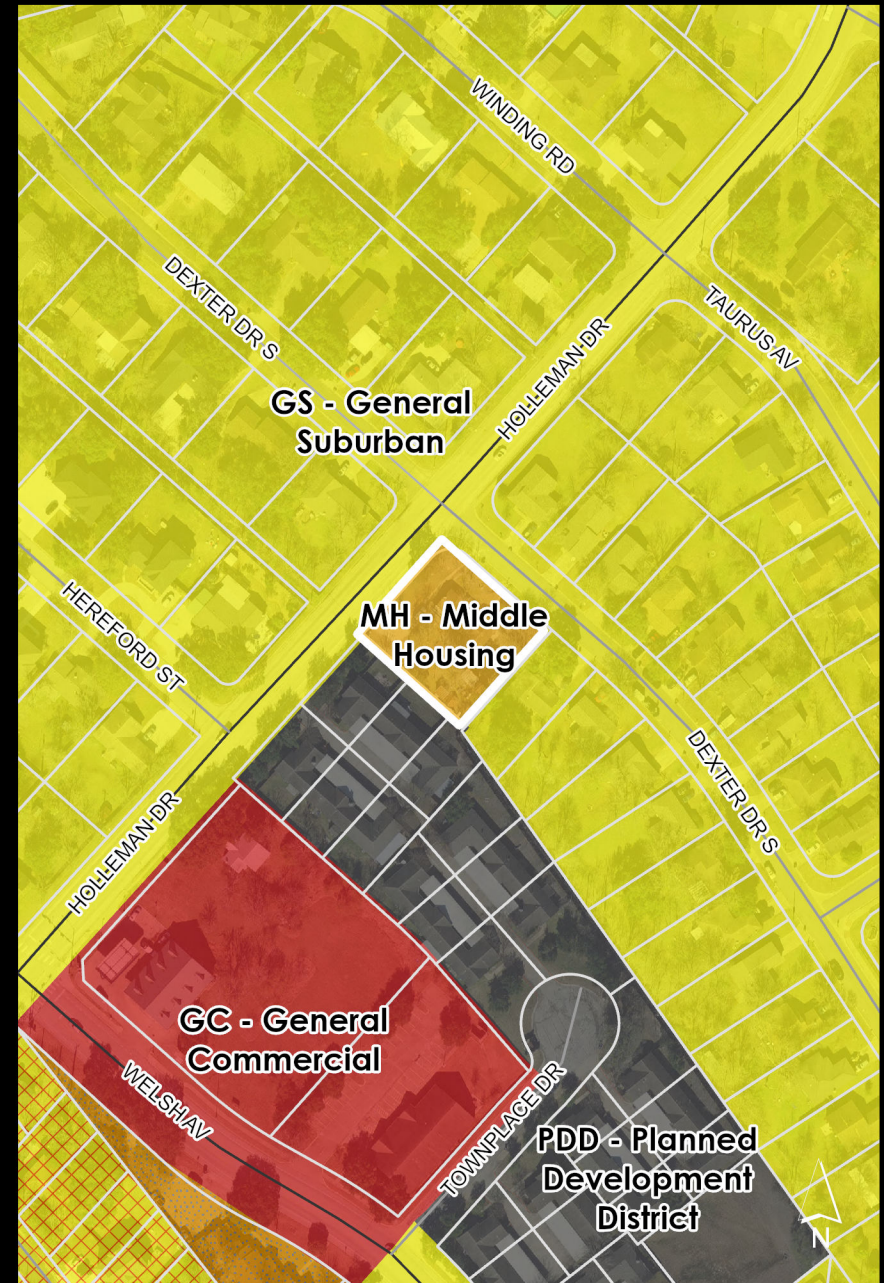 WINDING RD
DEXTER DR S
TAURUS AV
HOLLEMAN DR
GS - General
Suburban
MH - Middle
Housing
HEREFORD ST
DEXTER DR S
HOLLEMAN DR
GC - General
Commercial
WELSH AV
TOWNPLACE DR
PDD - Planned
Development
District
N